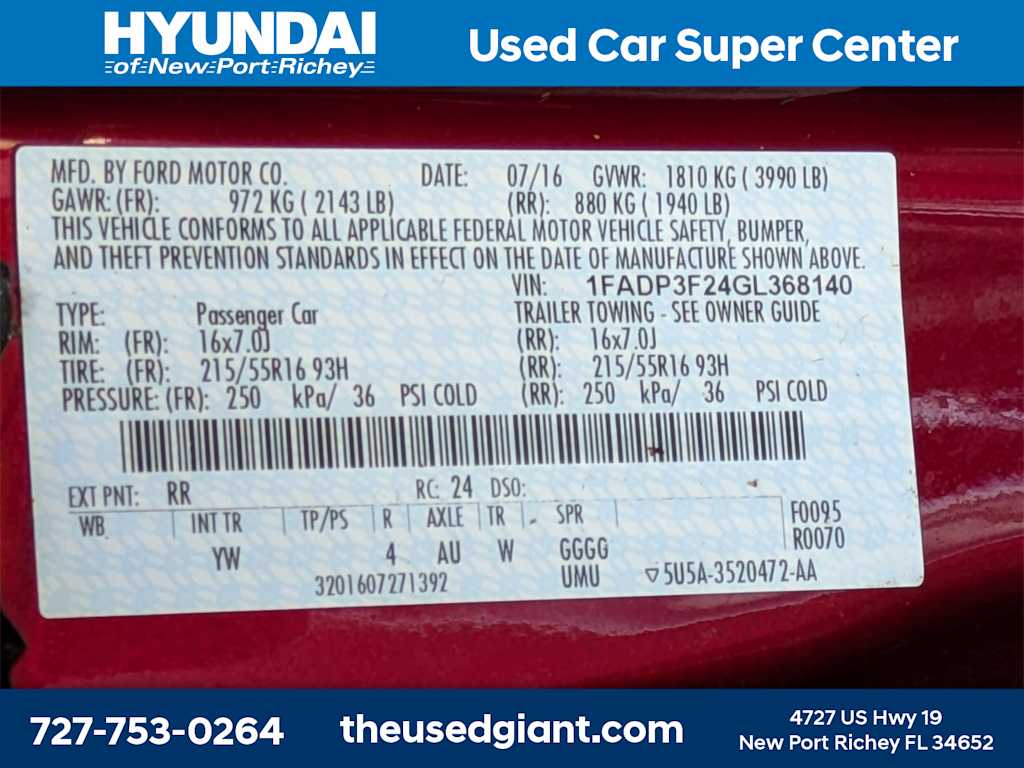 HYUNDAI
of New Port Richey
Used Car Super Center
MFD. BY FORD MOTOR CO. DATE: 07/16 GVWR: 1810 KG ( 3990 LB)
GAWR: (FR): 972 KG ( 2143 LB) (RR): 880 KG ( 1940 LB)
THIS VEHICLE CONFORMS TO ALL APPLICABLE FEDERAL MOTOR VEHICLE SAFETY, BUMPER,
AND THEFT PREVENTION STANDARDS IN EFFECT ON THE DATE OF MANUFACTURE SHOWN ABOVE.
VIN: 1FADP3F24GL368140
TYPE: Passenger Car TRAILER TOWING - SEE OWNER GUIDE
RIM: (FR): 16x7.0J (RR): 16x7.0J
TIRE: (FR): 215/55R16 93H (RR): 215/55R16 93H
PRESSURE: (FR): 250 kPa/ 36 PSI COLD (RR): 250 kPa/ 36 PSI COLD
EXT PNT: RR RC: 24 DSO:
WB INT TR TP/PS R AXLE TR SPR F0095
R0070
YW 4 AU W GGGG
3201607271392 UMU ▽5U5A-3520472-AA
727-753-0264
theusedgiant.com
4727 US Hwy 19
New Port Richey FL 34652